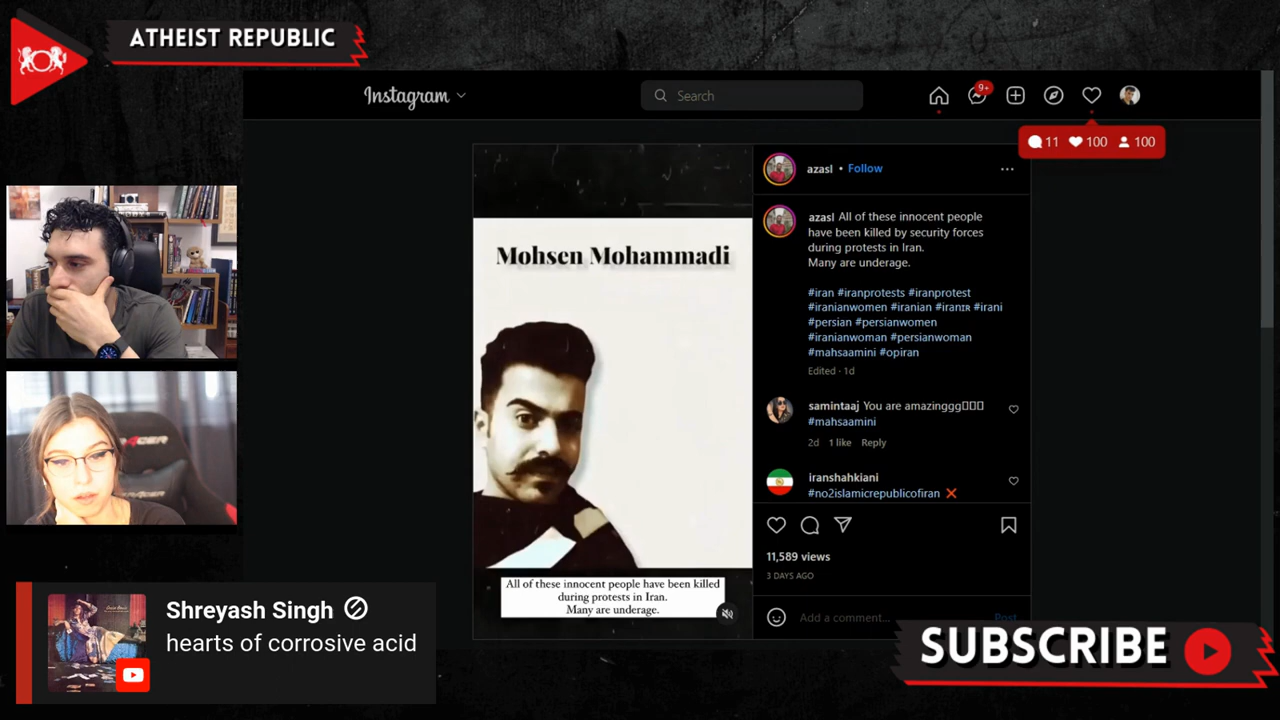 ATHEIST REPUBLIC
Instagram
Search
9+
11 100 100
azasl • Follow
Mohsen Mohammadi
azasl All of these innocent people
have been killed by security forces
during protests in Iran.
Many are underage.
#iran #iranprotests #iranprotest
#iranianwomen #iranian #iranır #irani
#persian #persianwomen
#iranianwoman #persianwoman
#mahsaamini #opiran
Edited · 1d
samintaaj You are amazinggg
#mahsaamini
2d 1 like Reply
iranshahkiani
#no2islamicrepublicofiran ❌
11,589 views
3 DAYS AGO
All of these innocent people have been killed
during protests in Iran.
Many are underage.
Add a comment... Post
Shreyash Singh
hearts of corrosive acid
SUBSCRIBE